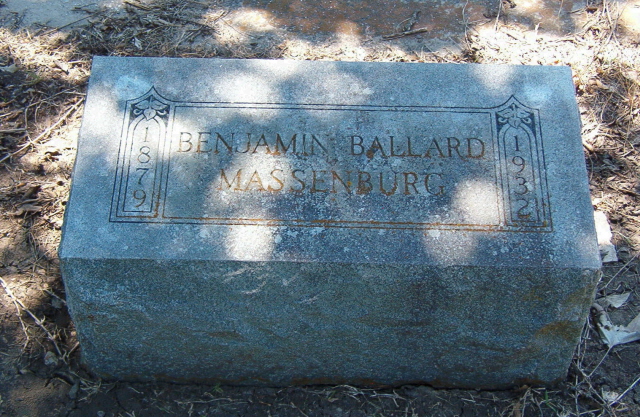 1879
BENJAMIN BALLARD
MASSENBURG
1932